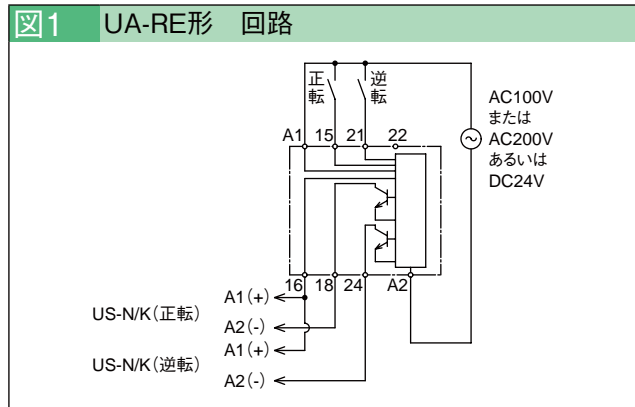 図1 UA-RE形 回路
正転
逆転
A1 15 21 22
AC100V
または
AC200V
あるいは
DC24V
16 18 24 A2
A1(+)
US-N/K(正転)
A2(-)
A1(+)
US-N/K(逆転)
A2(-)